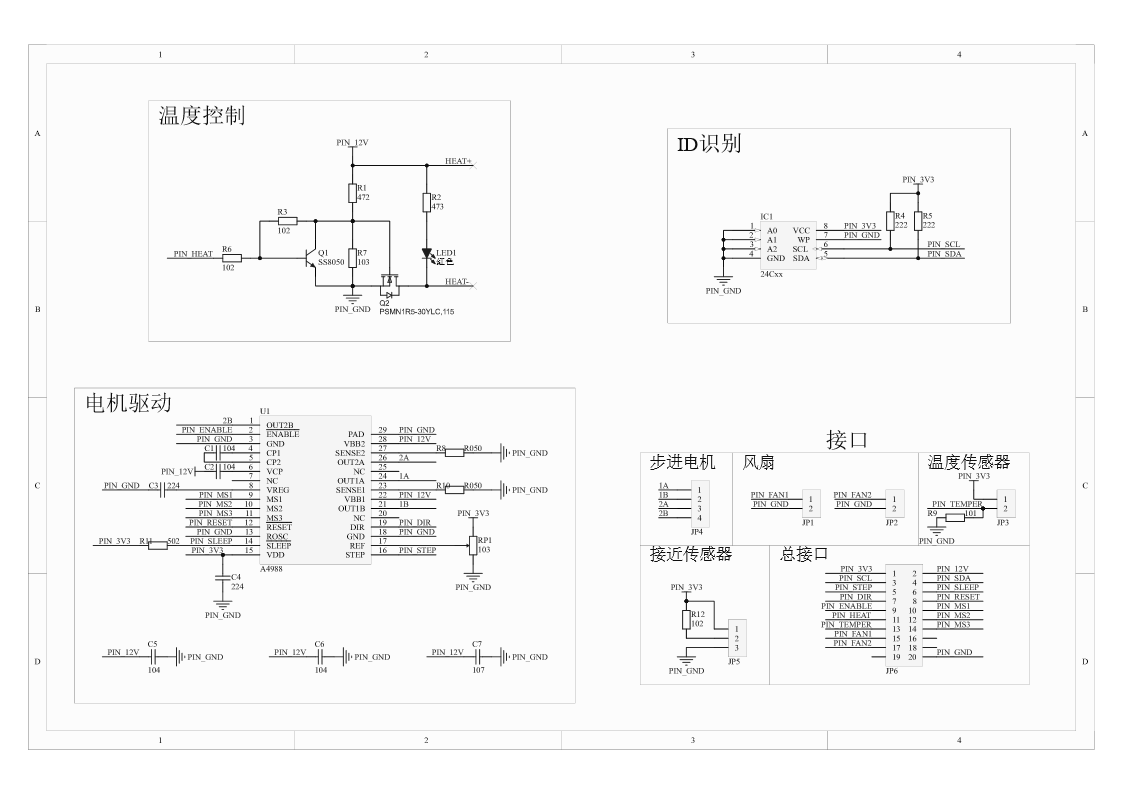 1 2 3 4
A A
B B
C C
D D
温度控制
PIN_12V
HEAT+
R1
472
R2
473
R3
102
PIN_HEAT
R6
102
Q1
SS8050
R7
103
LED1
红色
HEAT-
PIN_GND
Q2
PSMN1R5-30YLC,115
ID识别
PIN_3V3
R4
222
R5
222
IC1
1 A0 VCC 8 PIN_3V3
2 A1 WP 7 PIN_GND
3 A2 SCL 6 PIN_SCL
4 GND SDA 5 PIN_SDA
24Cxx
PIN_GND
电机驱动
U1
2B 1 OUT2B
PIN_ENABLE 2 ENABLE
PIN_GND 3 GND
C1 104 4 CP1
5 CP2
PIN_12V C2 104 6 VCP
7 NC
PIN_GND C3 224 8 VREG
PIN_MS1 9 MS1
PIN_MS2 10 MS2
PIN_MS3 11 MS3
PIN_RESET 12 RESET
PIN_GND 13 ROSC
PIN_3V3 R11 502 PIN_SLEEP 14 SLEEP
PIN_3V3 15 VDD
PAD 29 PIN_GND
VBB2 28 PIN_12V
SENSE2 27 R8 R050 PIN_GND
OUT2A 26 2A
NC 25
OUT1A 24 1A
SENSE1 23 R10 R050 PIN_GND
VBB1 22 PIN_12V
OUT1B 21 1B
NC 20
DIR 19 PIN_DIR
GND 18 PIN_GND
REF 17
STEP 16 PIN_STEP
A4988
PIN_3V3
RP1
103
PIN_GND
C4
224
PIN_GND
PIN_12V C5 104 PIN_GND
PIN_12V C6 104 PIN_GND
PIN_12V C7 107 PIN_GND
接口
步进电机
1A 1
1B 2
2A 3
2B 4
JP4
风扇
PIN_FAN1 1
PIN_GND 2
JP1
PIN_FAN2 1
PIN_GND 2
JP2
温度传感器
PIN_3V3
PIN_TEMPER
R9 101
1
2
JP3
PIN_GND
接近传感器
PIN_3V3
R12
102
1
2
3
JP5
PIN_GND
总接口
PIN_3V3 1 2 PIN_12V
PIN_SCL 3 4 PIN_SDA
PIN_STEP 5 6 PIN_SLEEP
PIN_DIR 7 8 PIN_RESET
PIN_ENABLE 9 10 PIN_MS1
PIN_HEAT 11 12 PIN_MS2
PIN_TEMPER 13 14 PIN_MS3
PIN_FAN1 15 16
PIN_FAN2 17 18
19 20 PIN_GND
JP6
1 2 3 4